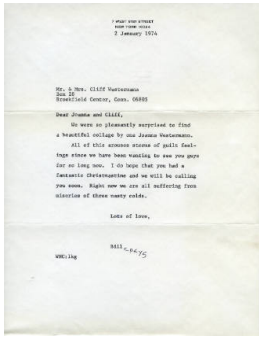 7 WEST 81ST STREET
NEW YORK 10024
2 January 1974
Mr. & Mrs. Cliff Westermann
Box 28
Brookfield Center, Conn. 06805
Dear Joanna and Cliff,
We were so pleasantly surprised to find
a beautiful collage by one Joanna Westermann.
All of this arouses storms of guilt feel-
ings since we have been wanting to see you guys
for so long now. I do hope that you had a
fantastic Christmastime and we will be calling
you soon. Right now we are all suffering from
miseries of three nasty colds.
Lots of love,
Bill
WNC:lkg